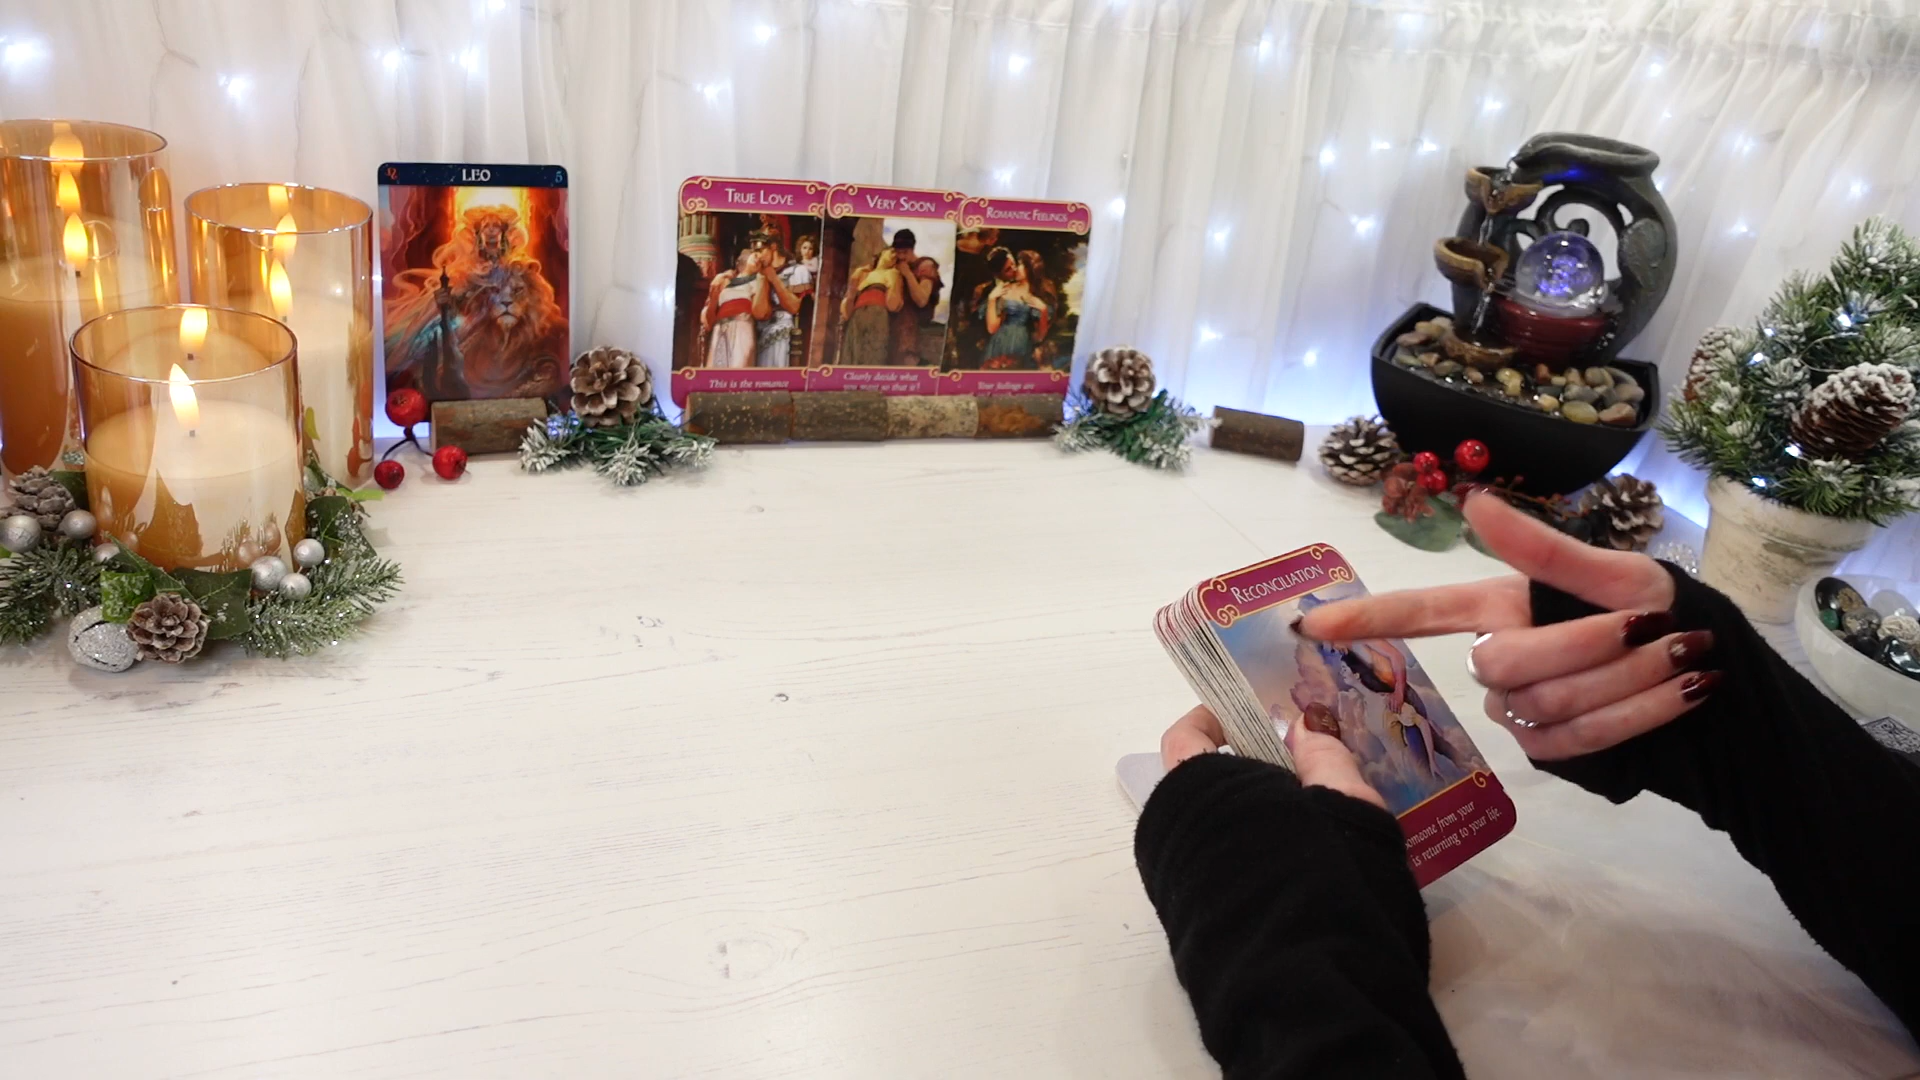 LEO
5
TRUE LOVE
This is the romance
VERY SOON
Clearly decide what
you want so that it!
ROMANTIC FEELINGS
Your feelings are
RECONCILIATION
omeone from your
is returning to your life.